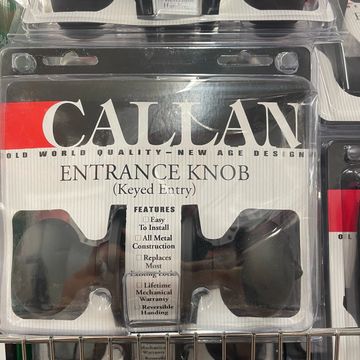 CALLAN
OLD WORLD QUALITY-NEW AGE DESIGN
ENTRANCE KNOB
(Keyed Entry)
FEATURES
Easy
To Install
All Metal
Construction
Replaces
Most
Existing Locks
Lifetime
Mechanical
Warranty
Reversible
Handing